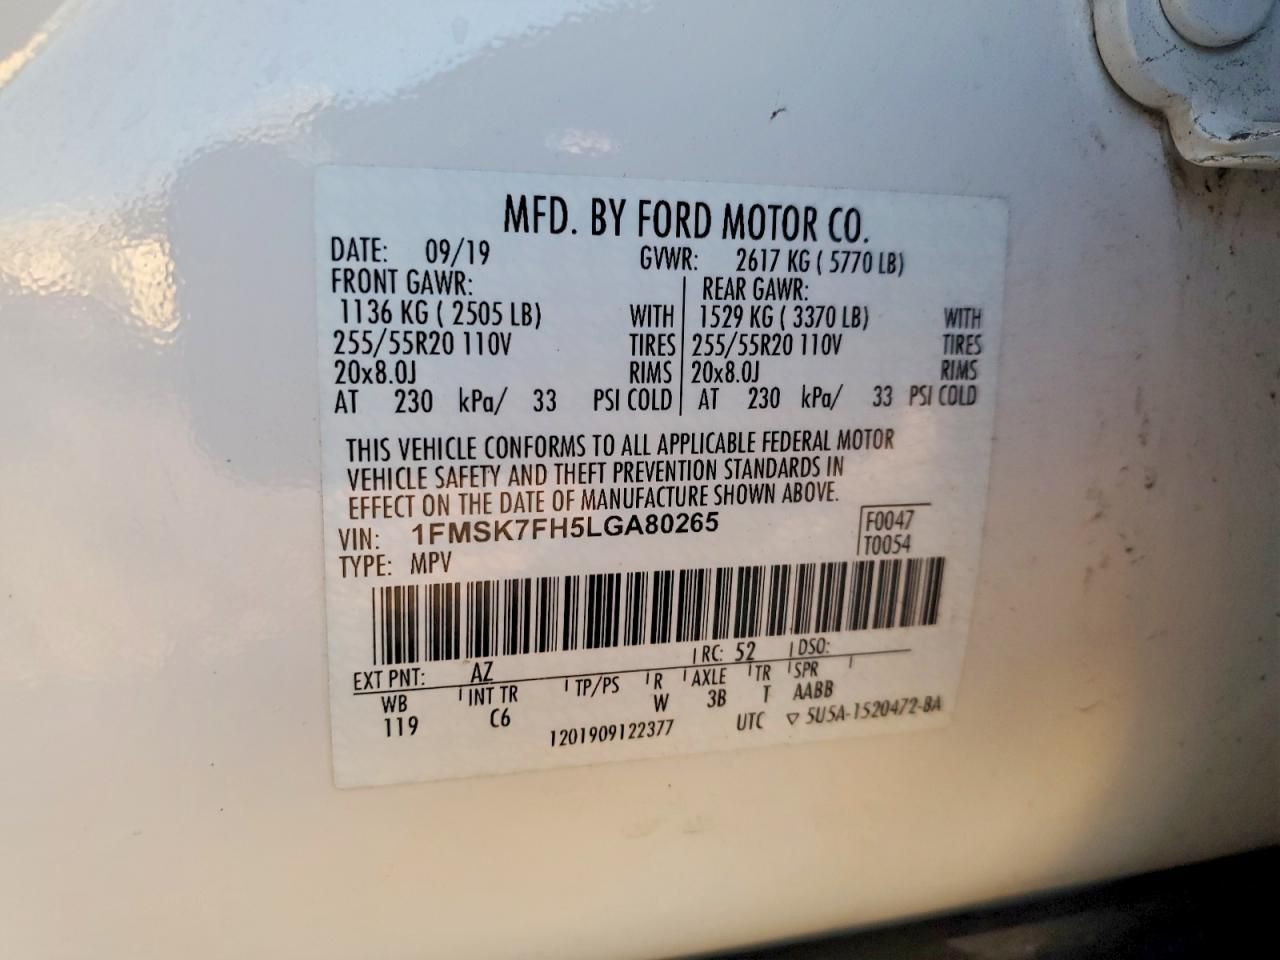 MFD. BY FORD MOTOR CO.
DATE: 09/19 GVWR: 2617 KG ( 5770 LB)
FRONT GAWR: REAR GAWR:
1136 KG ( 2505 LB) WITH 1529 KG ( 3370 LB) WITH
255/55R20 110V TIRES 255/55R20 110V TIRES
20x8.0J RIMS 20x8.0J RIMS
AT 230 kPa/ 33 PSI COLD AT 230 kPa/ 33 PSI COLD
THIS VEHICLE CONFORMS TO ALL APPLICABLE FEDERAL MOTOR
VEHICLE SAFETY AND THEFT PREVENTION STANDARDS IN
EFFECT ON THE DATE OF MANUFACTURE SHOWN ABOVE.
VIN: 1FMSK7FH5LGA80265 F0047
TYPE: MPV T0054
EXT PNT: AZ RC: 52 DSO:
WB INT TR TP/PS R AXLE TR SPR
119 C6 W 3B T AABB
1201909122377 UTC ▽ 5U5A-1520472-BA